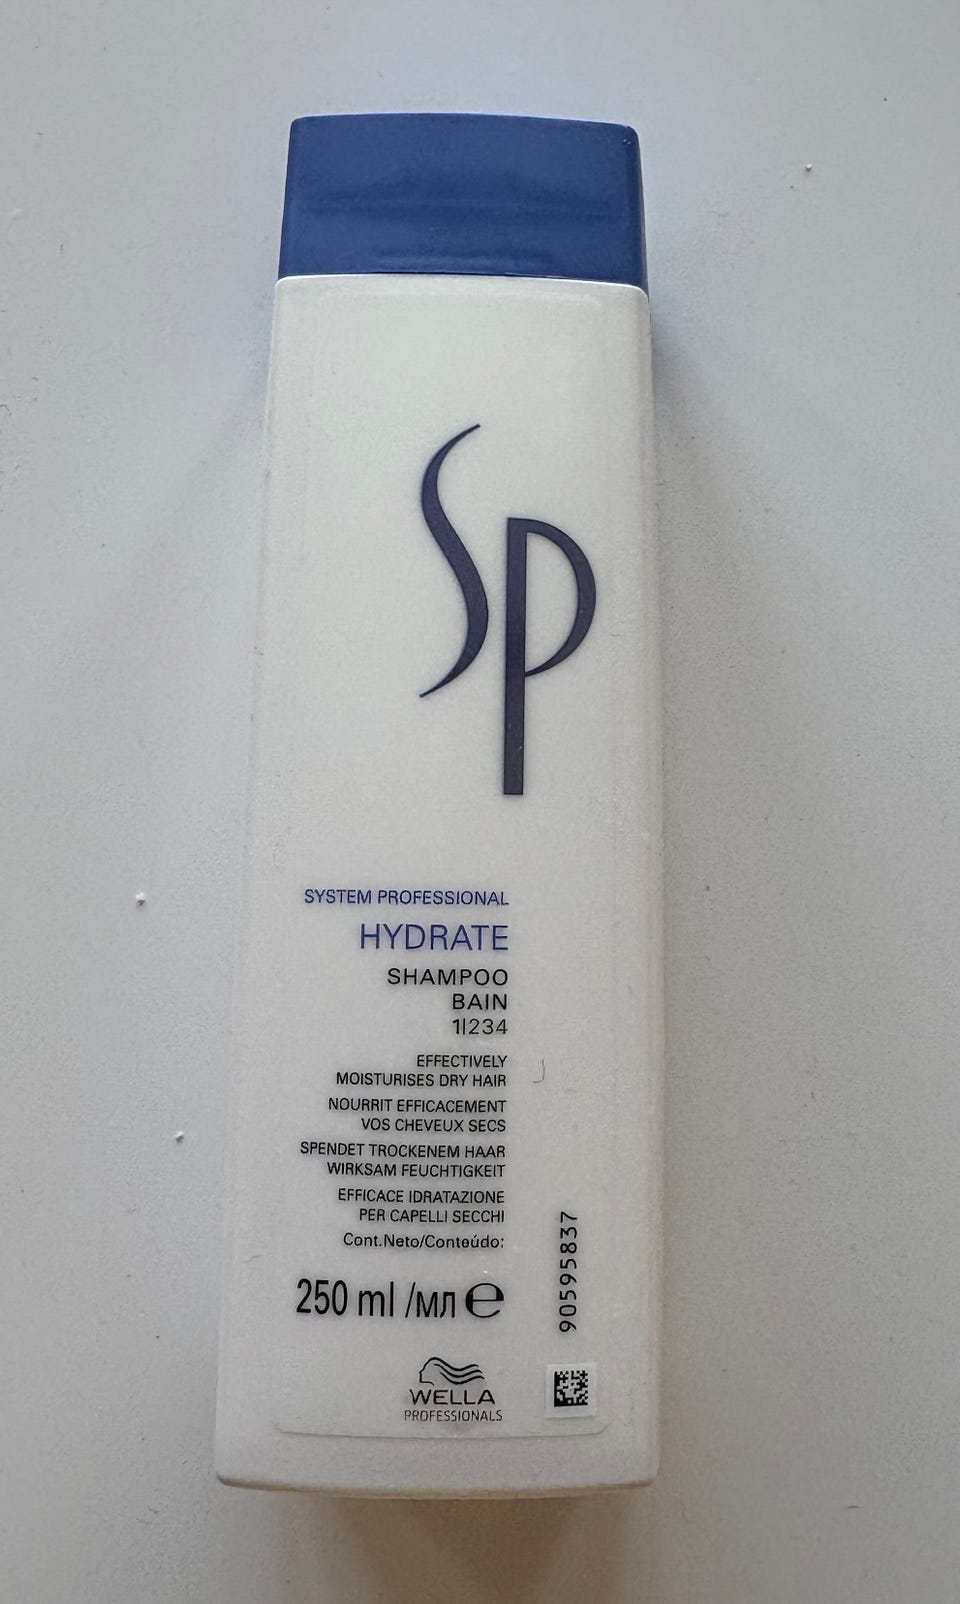 SP
SYSTEM PROFESSIONAL
HYDRATE
SHAMPOO
BAIN
1|234
EFFECTIVELY
MOISTURISES DRY HAIR
NOURRIT EFFICACEMENT
VOS CHEVEUX SECS
SPENDET TROCKENEM HAAR
WIRKSAM FEUCHTIGKEIT
EFFICACE IDRATAZIONE
PER CAPELLI SECCHI
Cont.Neto/Conteúdo:
250 ml /мл ℮
90595837
WELLA
PROFESSIONALS